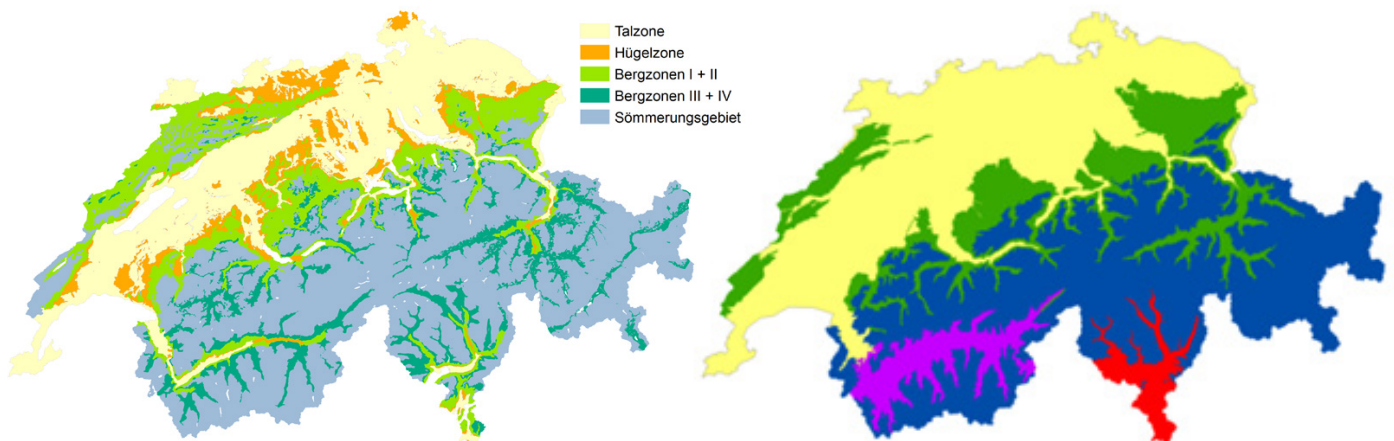 Talzone
Hügelzone
Bergzonen I + II
Bergzonen III + IV
Sömmerungsgebiet